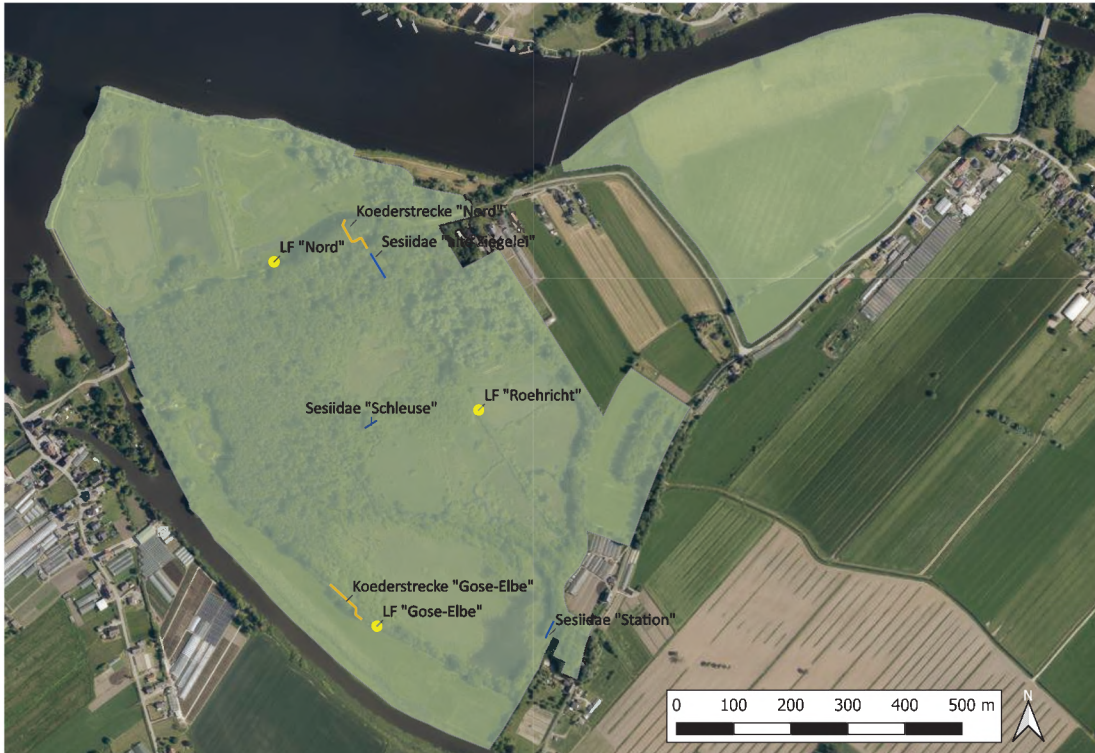 Koederstrecke "Nord"
Sesiidae "alte Ziegelei"
LF "Nord"
LF "Roehricht"
Sesiidae "Schleuse"
Koederstrecke "Gose-Elbe"
LF "Gose-Elbe"
Sesiidae "Station"
0 100 200 300 400 500 m
N